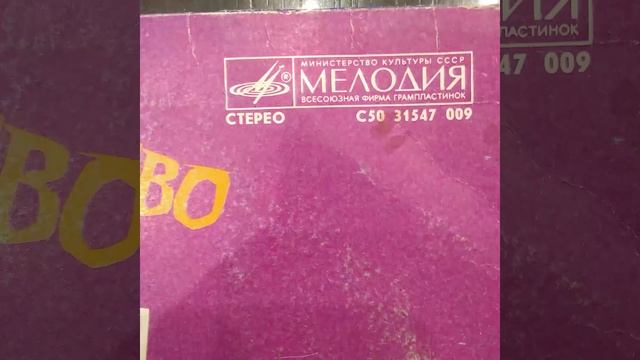 МИНИСТЕРСТВО КУЛЬТУРЫ СССР
® МЕЛОДИЯ
ВСЕСОЮЗНАЯ ФИРМА ГРАМПЛАСТИНОК
СТЕРЕО С50 31547 009
ВО